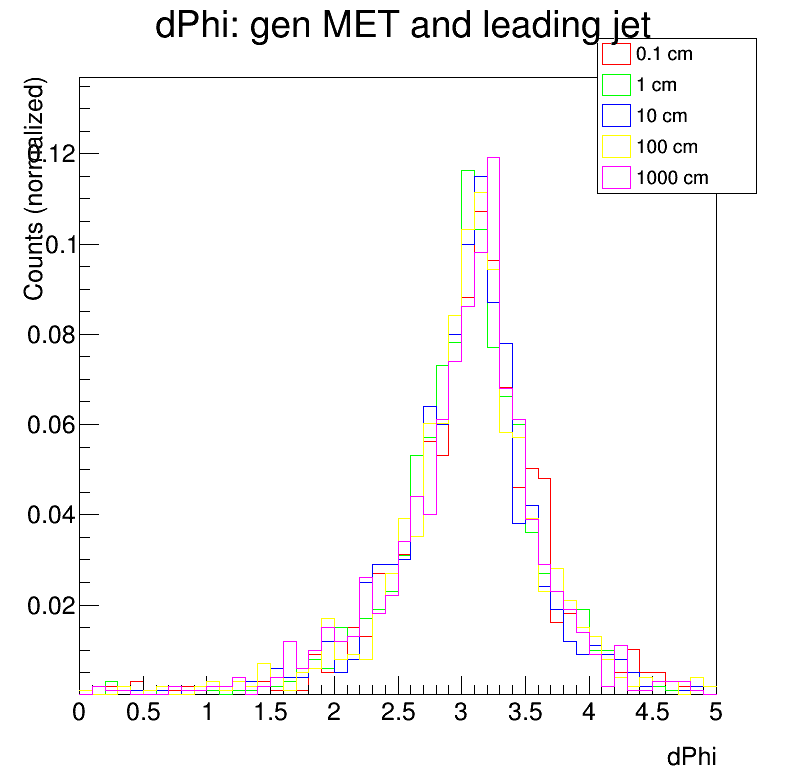 dPhi: gen MET and leading jet
0.1 cm
1 cm
10 cm
100 cm
1000 cm
Counts (normalized)
0.12
0.1
0.08
0.06
0.04
0.02
0 0.5 1 1.5 2 2.5 3 3.5 4 4.5 5
dPhi